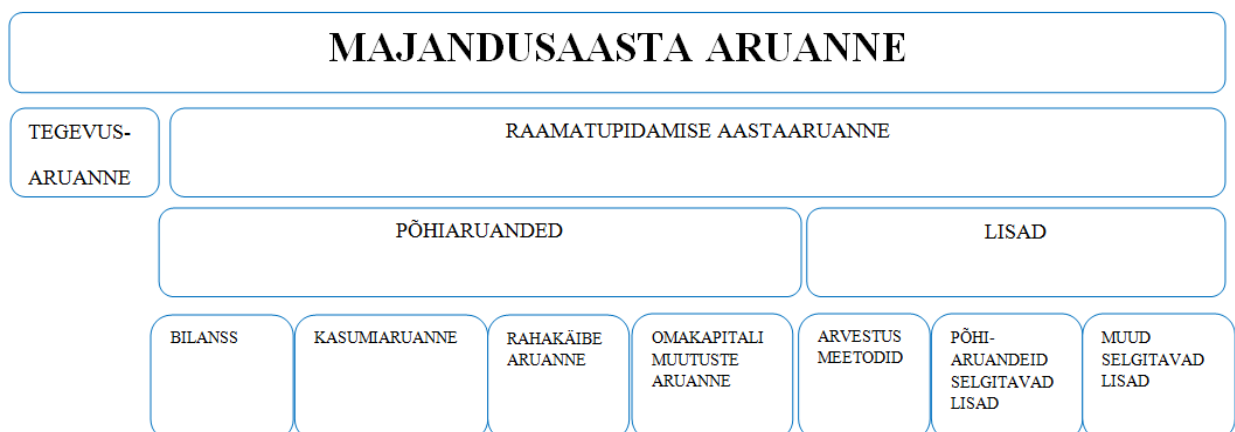 MAJANDUSAASTA ARUANNE
TEGEVUS-
ARUANNE
RAAMATUPIDAMISE AASTAARUANNE
PÕHIARUANDED
LISAD
BILANSS
KASUMIARUANNE
RAHAKÄIBE
ARUANNE
OMAKAPITALI
MUUTUSTE
ARUANNE
ARVESTUS
MEETODID
PÕHI-
ARUANDEID
SELGITAVAD
LISAD
MUUD
SELGITAVAD
LISAD